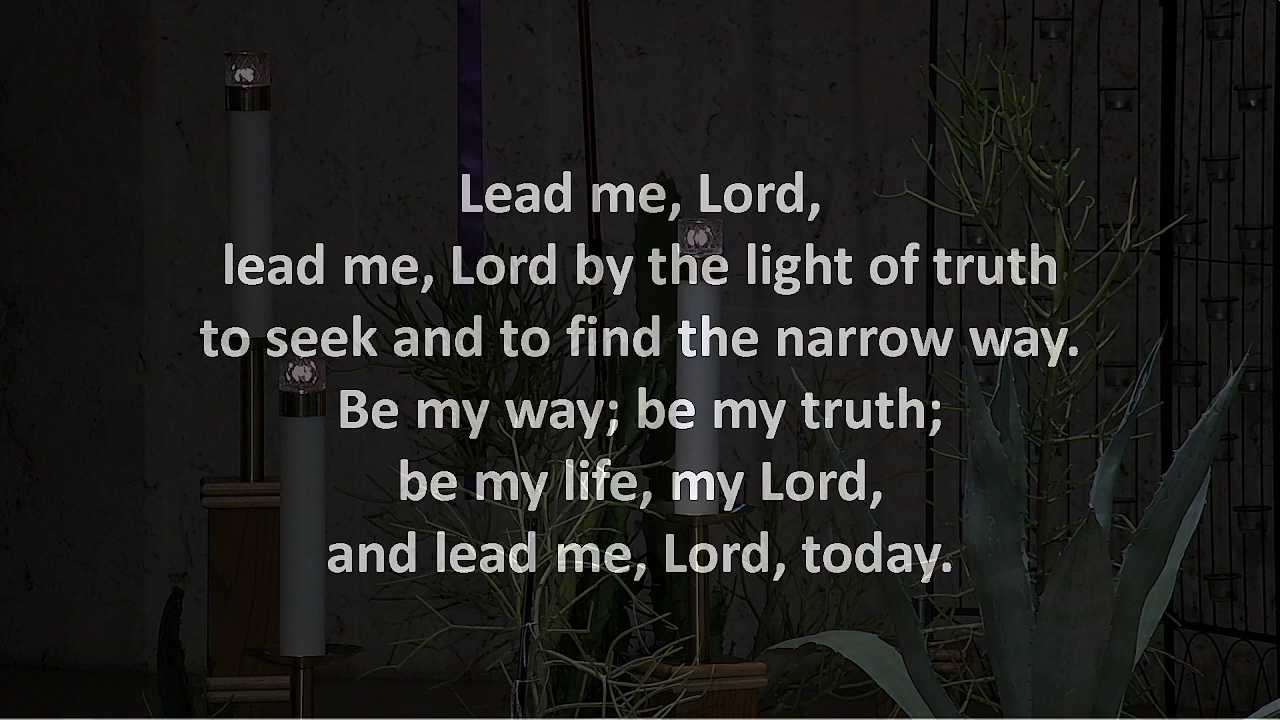 Lead me, Lord,
lead me, Lord by the light of truth
to seek and to find the narrow way.
Be my way; be my truth;
be my life, my Lord,
and lead me, Lord, today.